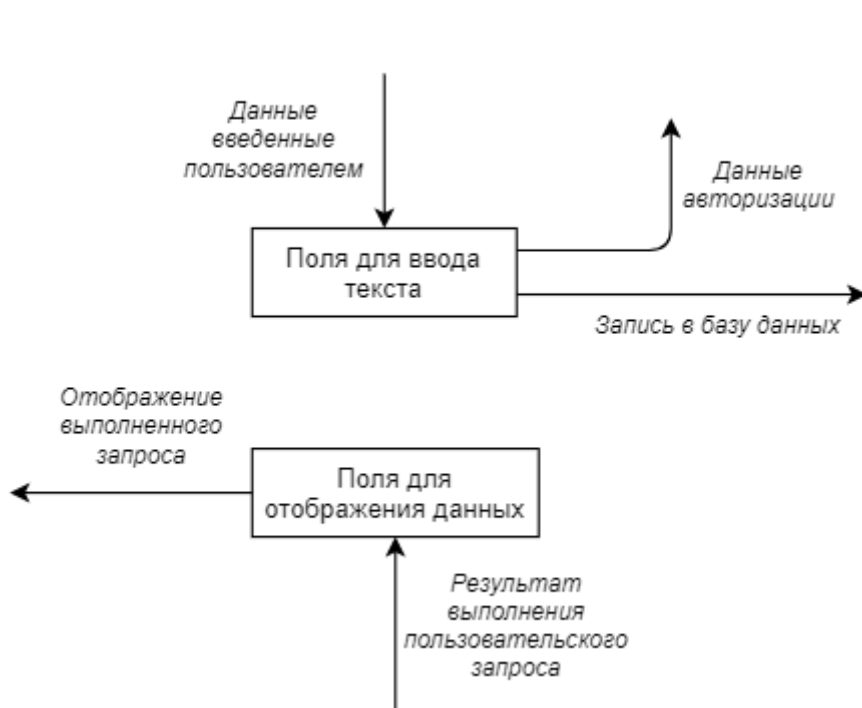 Данные
введенные
пользователем
Данные
авторизации
Поля для ввода
текста
Запись в базу данных
Отображение
выполненного
запроса
Поля для
отображения данных
Результат
выполнения
пользовательского
запроса